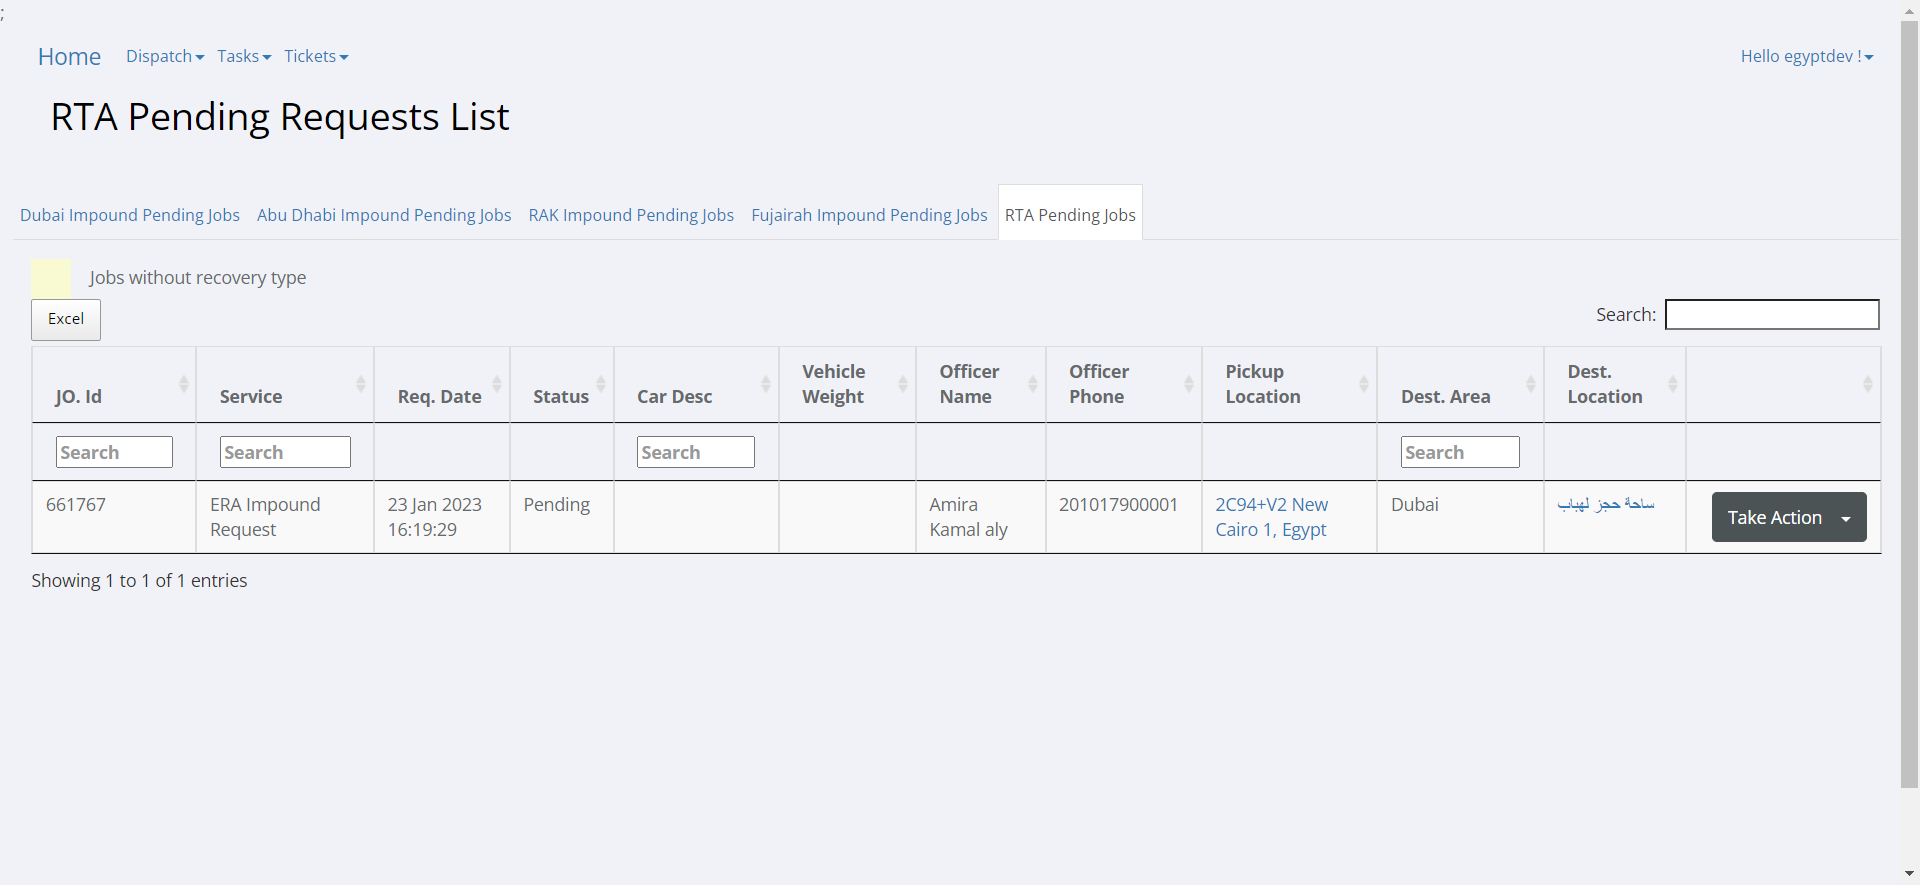 ;
Home Dispatch Tasks Tickets Hello egyptdev !
RTA Pending Requests List
Dubai Impound Pending Jobs Abu Dhabi Impound Pending Jobs RAK Impound Pending Jobs Fujairah Impound Pending Jobs RTA Pending Jobs
Jobs without recovery type
Excel Search:
JO. Id Service Req. Date Status Car Desc Vehicle Weight Officer Name Officer Phone Pickup Location Dest. Area Dest. Location
Search Search Search Search
661767 ERA Impound Request 23 Jan 2023 16:19:29 Pending Amira Kamal aly 201017900001 2C94+V2 New Cairo 1, Egypt Dubai ساحة حجز لهباب Take Action
Showing 1 to 1 of 1 entries